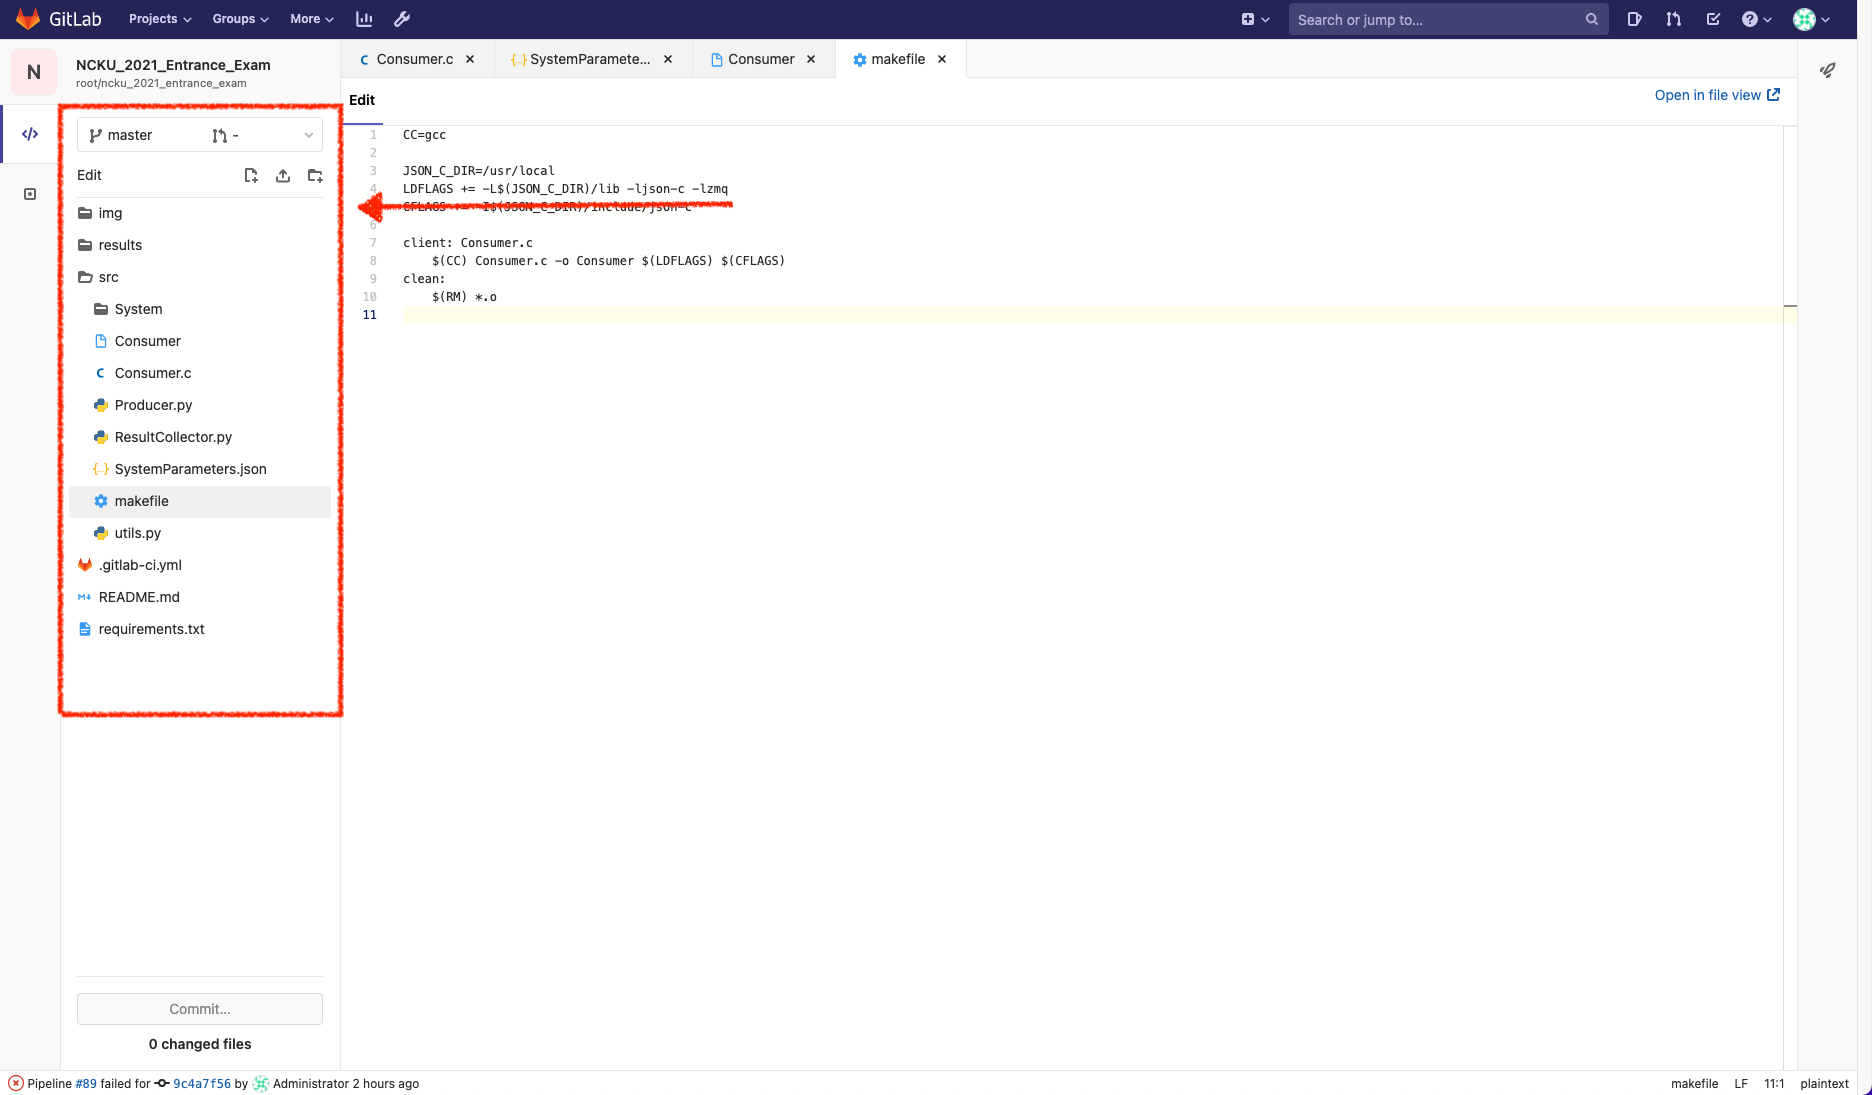 GitLab Projects Groups More Search or jump to...
N NCKU_2021_Entrance_Exam
root/ncku_2021_entrance_exam
Consumer.c SystemParamete... Consumer makefile
Edit
Open in file view
master -
Edit
img
results
src
System
Consumer
Consumer.c
Producer.py
ResultCollector.py
SystemParameters.json
makefile
utils.py
.gitlab-ci.yml
README.md
requirements.txt
1 CC=gcc
2
3 JSON_C_DIR=/usr/local
4 LDFLAGS += -L$(JSON_C_DIR)/lib -ljson-c -lzmq
CFLAGS += -I$(JSON_C_DIR)/include/json-c
6
7 client: Consumer.c
8 $(CC) Consumer.c -o Consumer $(LDFLAGS) $(CFLAGS)
9 clean:
10 $(RM) *.o
11
Commit...
0 changed files
Pipeline #89 failed for 9c4a7f56 by Administrator 2 hours ago
makefile LF 11:1 plaintext